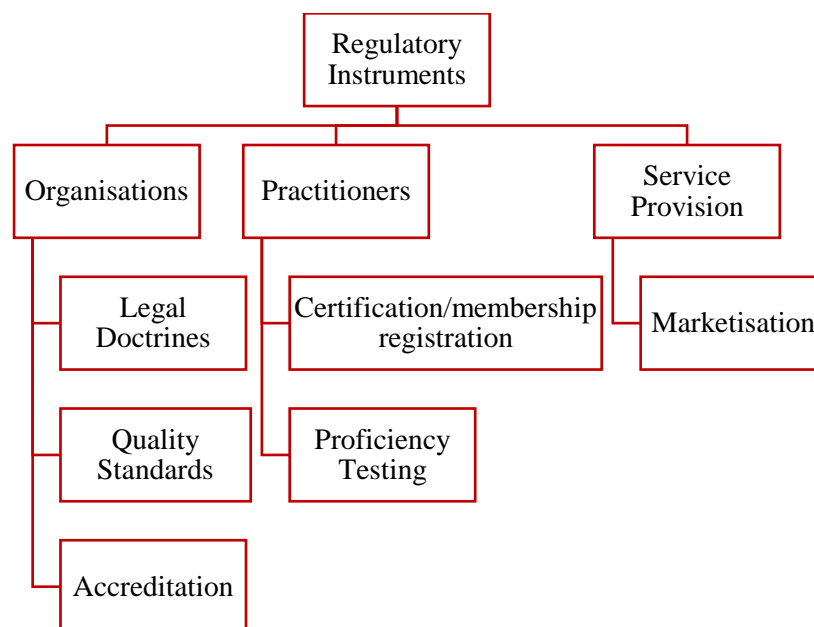 Regulatory
Instruments
Organisations
Practitioners
Service
Provision
Legal
Doctrines
Certification/membership
registration
Marketisation
Quality
Standards
Proficiency
Testing
Accreditation